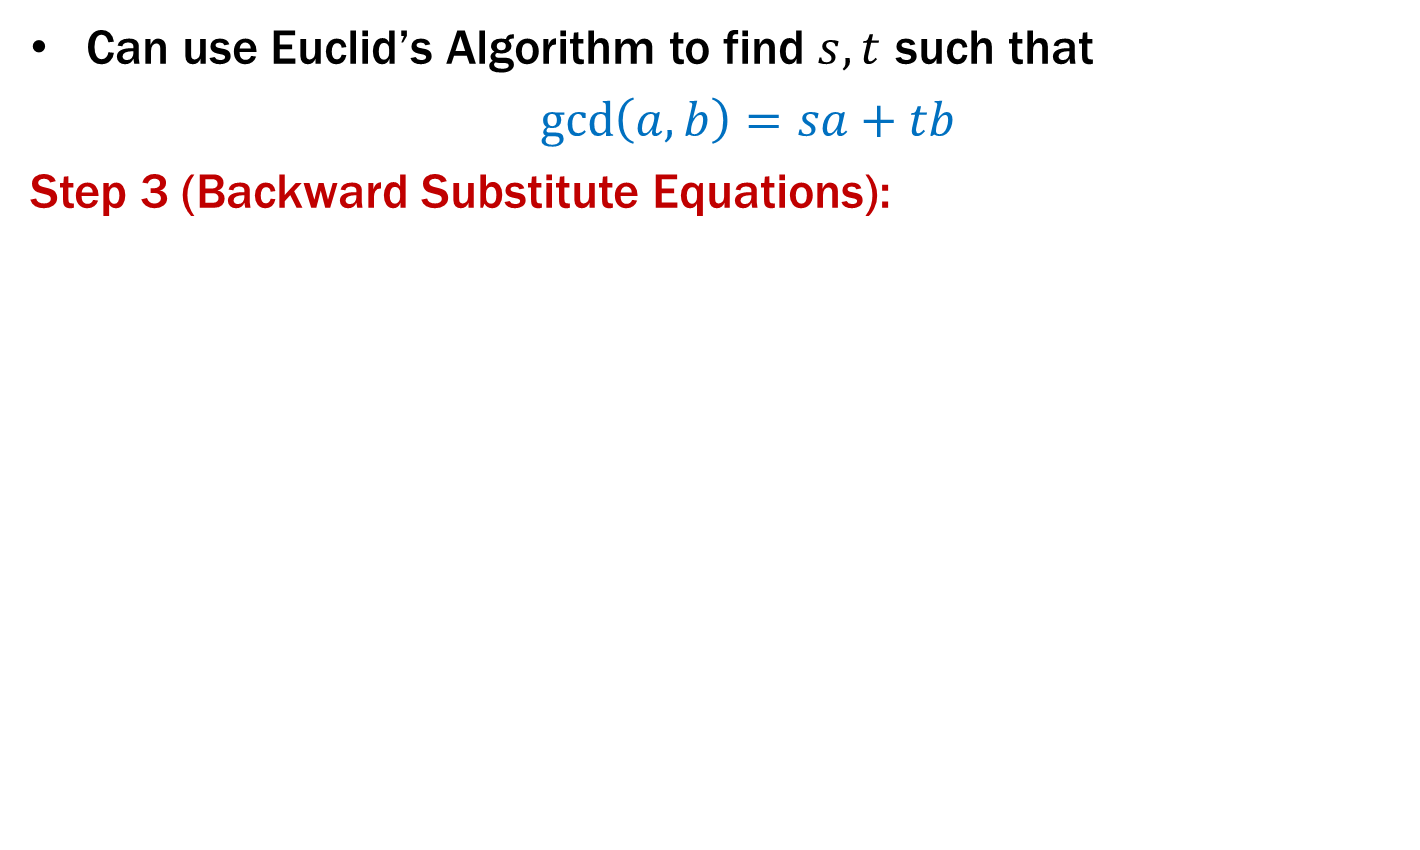 • Can use Euclid’s Algorithm to find 𝑠, 𝑡 such that
gcd(𝑎, 𝑏) = 𝑠𝑎 + 𝑡𝑏
Step 3 (Backward Substitute Equations):